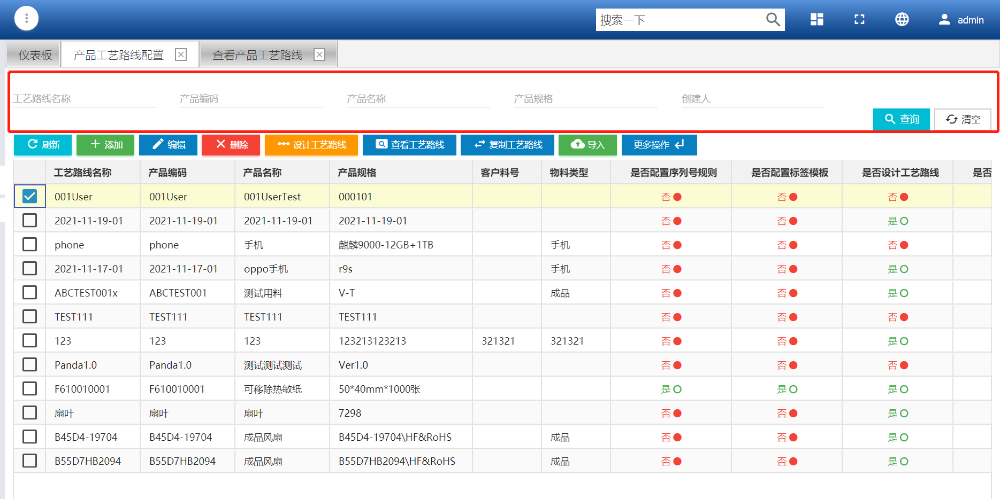 搜索一下 admin
仪表板 产品工艺路线配置 查看产品工艺路线
工艺路线名称 产品编码 产品名称 产品规格 创建人
查询 清空
刷新 添加 编辑 删除 设计工艺路线 查看工艺路线 复制工艺路线 导入 更多操作
工艺路线名称 产品编码 产品名称 产品规格 客户料号 物料类型 是否配置序列号规则 是否配置标签模板 是否设计工艺路线 是否
001User 001User 001UserTest 000101 否 否 否
2021-11-19-01 2021-11-19-01 2021-11-19-01 2021-11-19-01 否 否 是
phone phone 手机 麒麟9000-12GB+1TB 手机 否 否 否
2021-11-17-01 2021-11-17-01 oppo手机 r9s 手机 否 否 是
ABCTEST001x ABCTEST001 测试用料 V-T 成品 否 否 是
TEST111 TEST111 TEST111 TEST111 否 否 否
123 123 123 123213123213 321321 321321 否 否 是
Panda1.0 Panda1.0 测试测试测试 Ver1.0 否 否 否
F610010001 F610010001 可移除热敏纸 50*40mm*1000张 是 是 是
扇叶 扇叶 扇叶 7298 否 否 是
B45D4-19704 B45D4-19704 成品风扇 B45D4-19704\HF&RoHS 成品 否 否 是
B55D7HB2094 B55D7HB2094 成品风扇 B55D7HB2094\HF&RoHS 成品 否 否 是